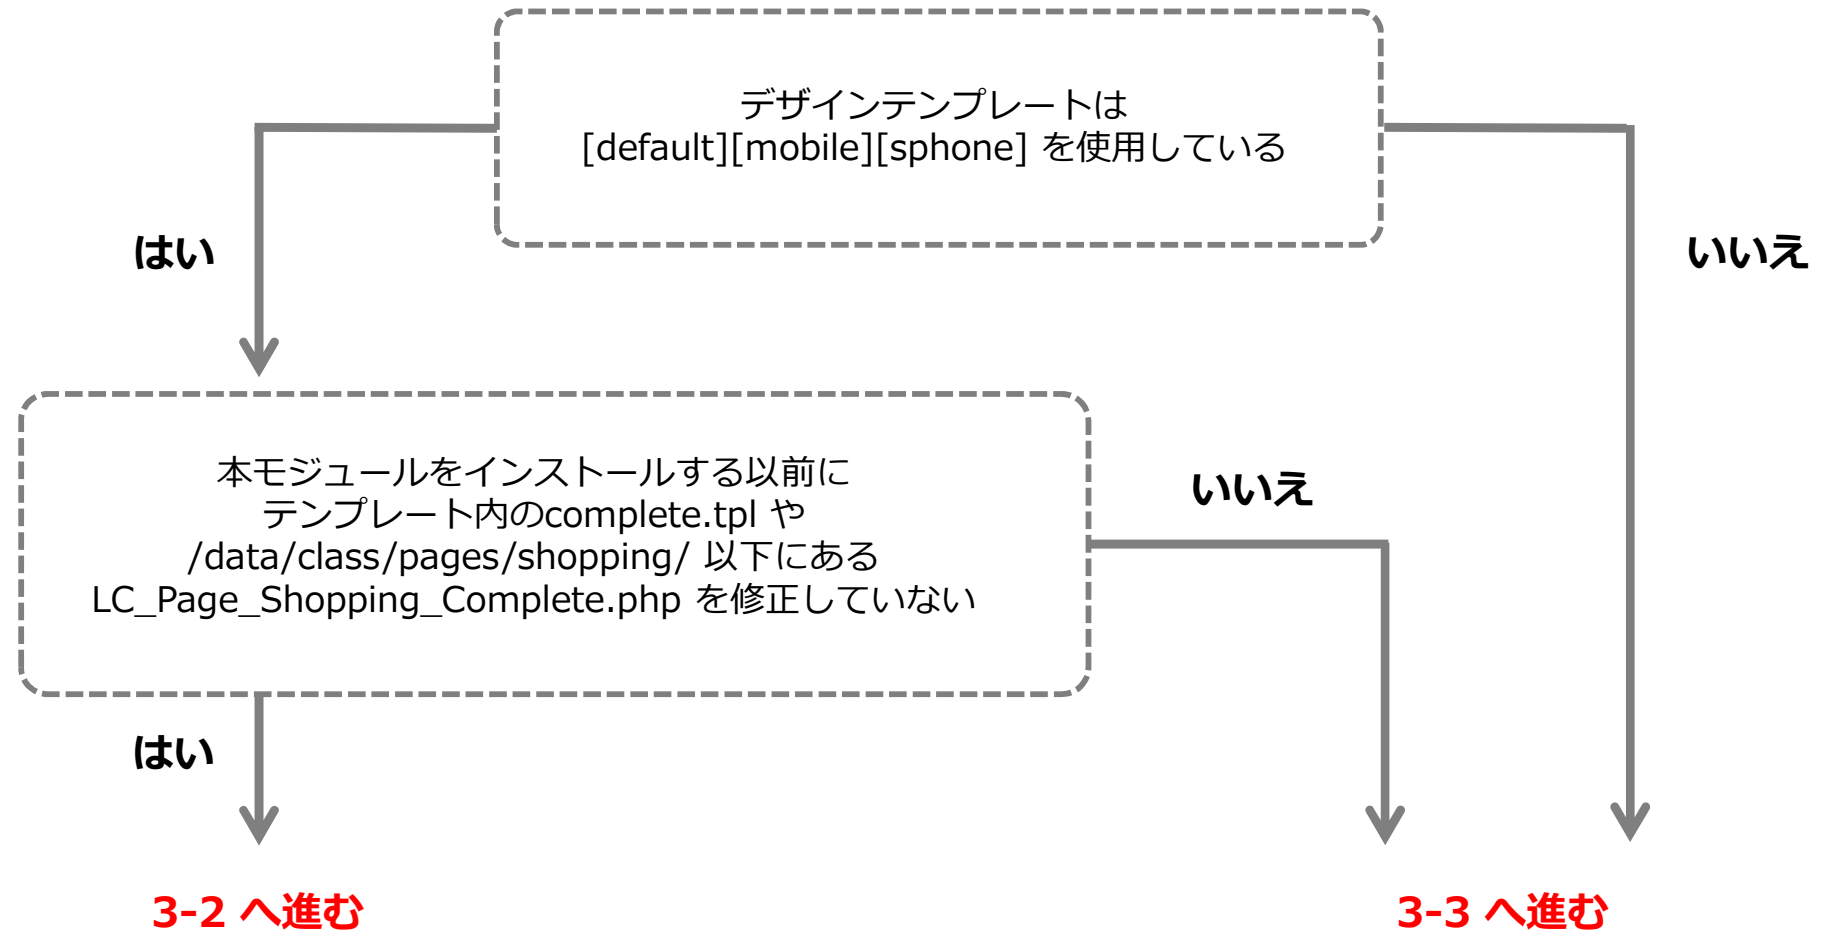 デザインテンプレートは
[default][mobile][sphone] を使用している
はい
いいえ
本モジュールをインストールする以前に
テンプレート内のcomplete.tpl や
/data/class/pages/shopping/ 以下にある
LC_Page_Shopping_Complete.php を修正していない
いいえ
はい
3-2 へ進む
3-3 へ進む